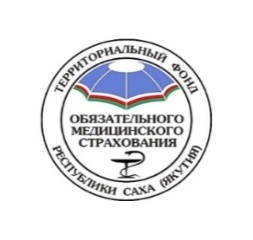 ТЕРРИТОРИАЛЬНЫЙ ФОНД
ОБЯЗАТЕЛЬНОГО
МЕДИЦИНСКОГО
СТРАХОВАНИЯ
РЕСПУБЛИКИ САХА (ЯКУТИЯ)